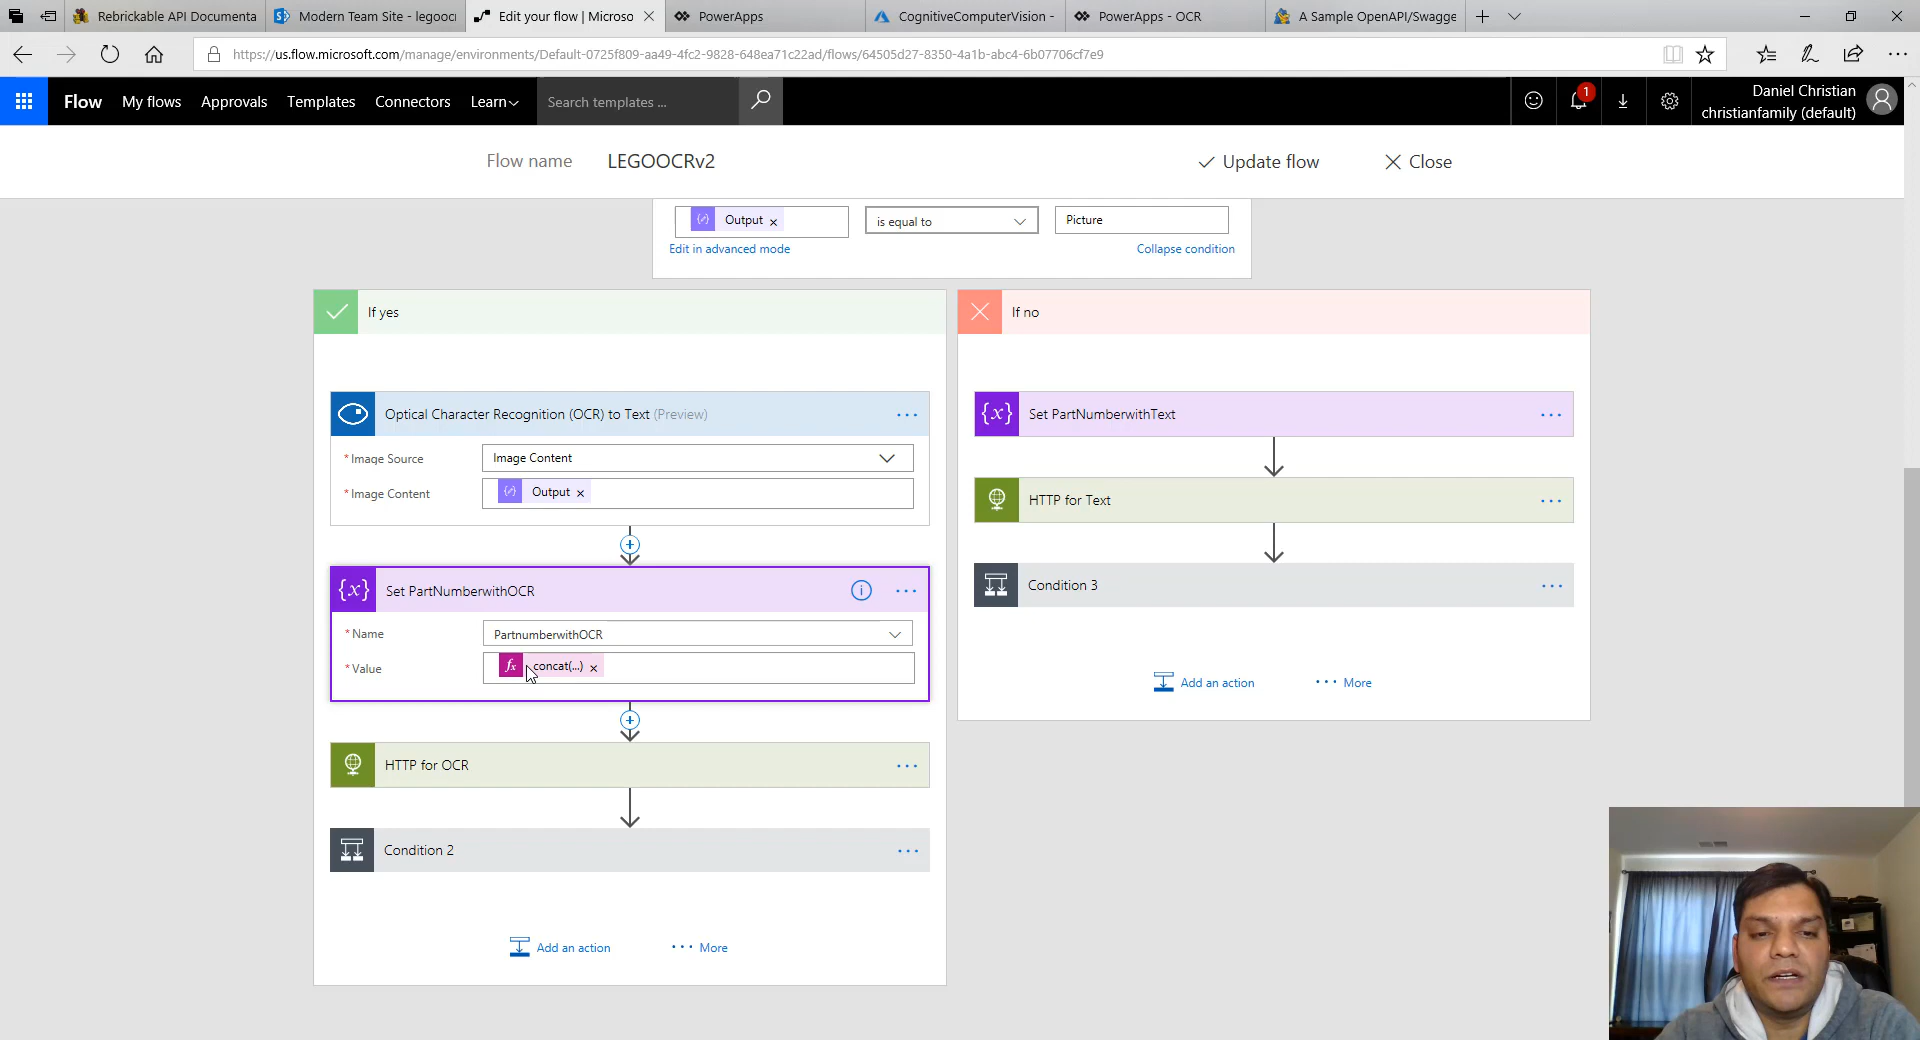 Rebrickable API Documenta
Modern Team Site - legoocr
Edit your flow | Microso
PowerApps
CognitiveComputerVision -
PowerApps - OCR
A Sample OpenAPI/Swagge
https://us.flow.microsoft.com/manage/environments/Default-0725f809-aa49-4fc2-9828-648ea71c22ad/flows/64505d27-8350-4a1b-abc4-6b07706cf7e9
Flow
My flows
Approvals
Templates
Connectors
Learn
Search templates ...
1
Daniel Christian
christianfamily (default)
Flow name
LEGOOCRv2
Update flow
Close
Output
is equal to
Picture
Edit in advanced mode
Collapse condition
If yes
Optical Character Recognition (OCR) to Text (Preview)
* Image Source
Image Content
* Image Content
Output
{x}
Set PartNumberwithOCR
* Name
PartnumberwithOCR
* Value
fx
concat(...)
HTTP for OCR
Condition 2
Add an action
More
If no
{x}
Set PartNumberwithText
HTTP for Text
Condition 3
Add an action
More